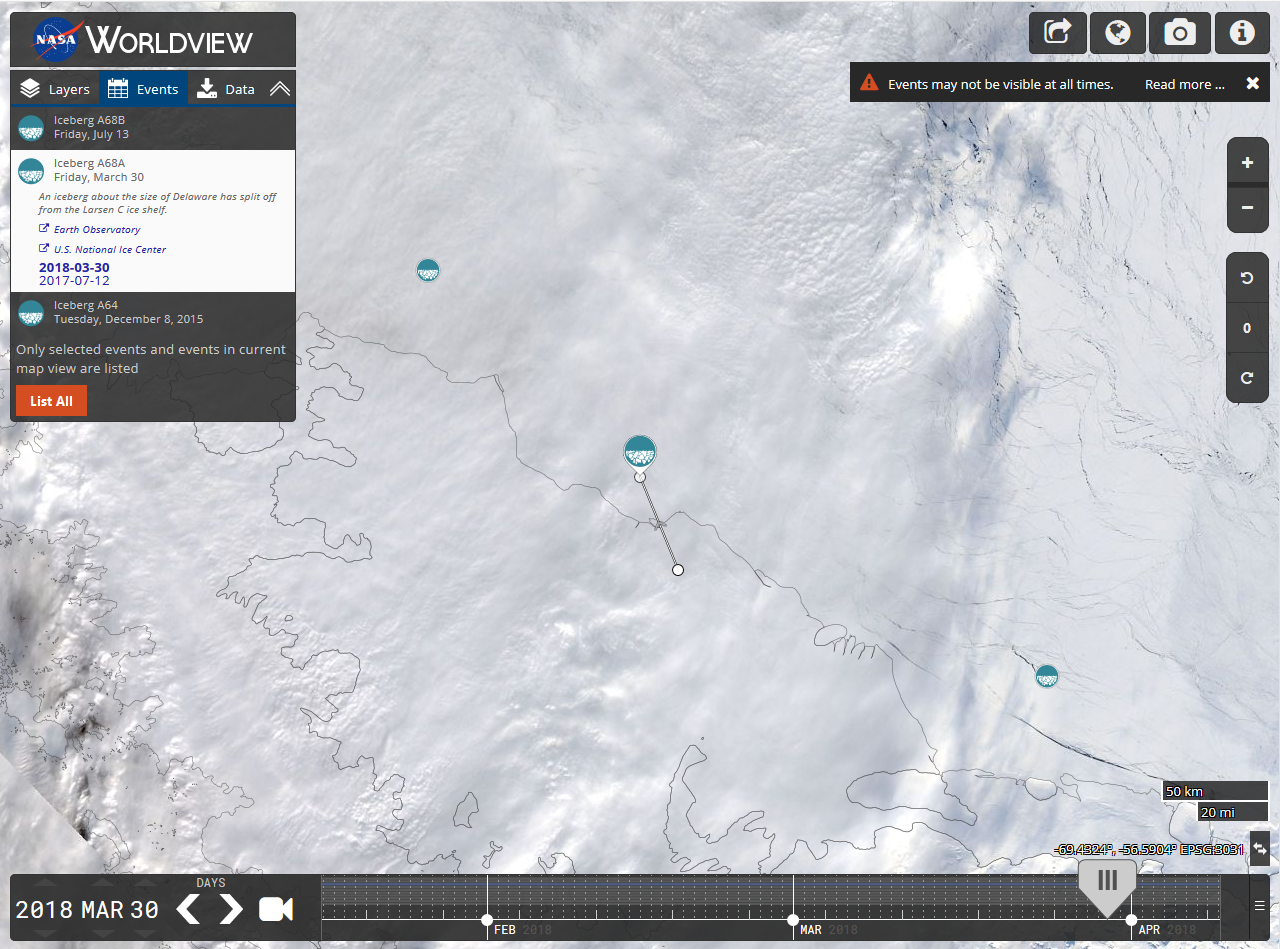 NASA WORLDVIEW
Layers Events Data
Iceberg A68B
Friday, July 13
Iceberg A68A
Friday, March 30
An iceberg about the size of Delaware has split off
from the Larsen C ice shelf.
Earth Observatory
U.S. National Ice Center
2018-03-30
2017-07-12
Iceberg A64
Tuesday, December 8, 2015
Only selected events and events in current
map view are listed
List All
Events may not be visible at all times. Read more ...
0
50 km
20 mi
-69.4324°, -56.5904° EPSG:3031
DAYS
2018 MAR 30
FEB 2018
MAR 2018
APR 2018